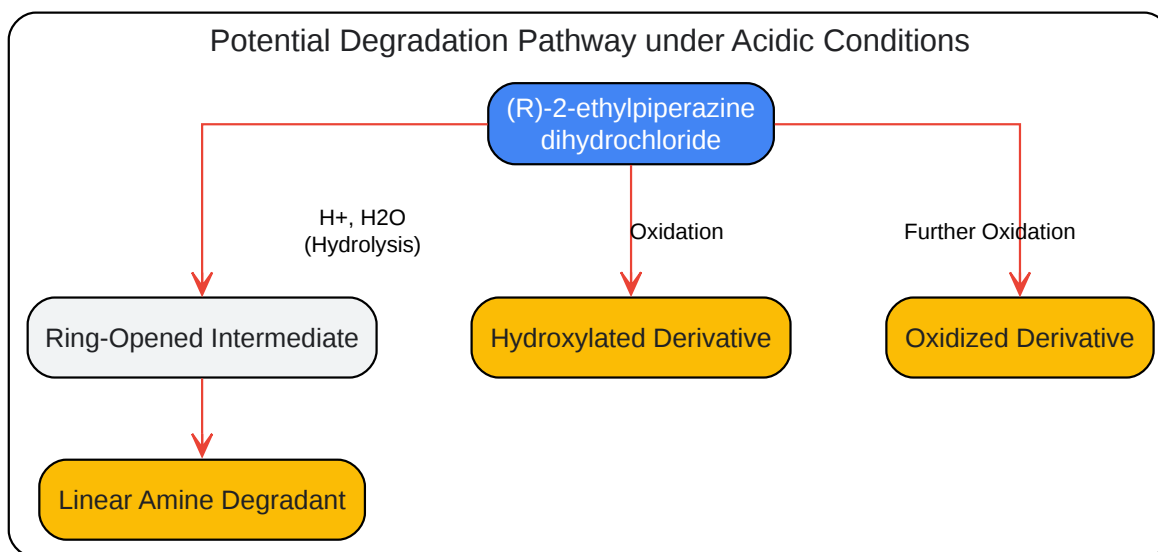 Potential Degradation Pathway under Acidic Conditions
(R)-2-ethylpiperazine
dihydrochloride
H+, H2O
(Hydrolysis)
Oxidation
Further Oxidation
Ring-Opened Intermediate
Hydroxylated Derivative
Oxidized Derivative
Linear Amine Degradant